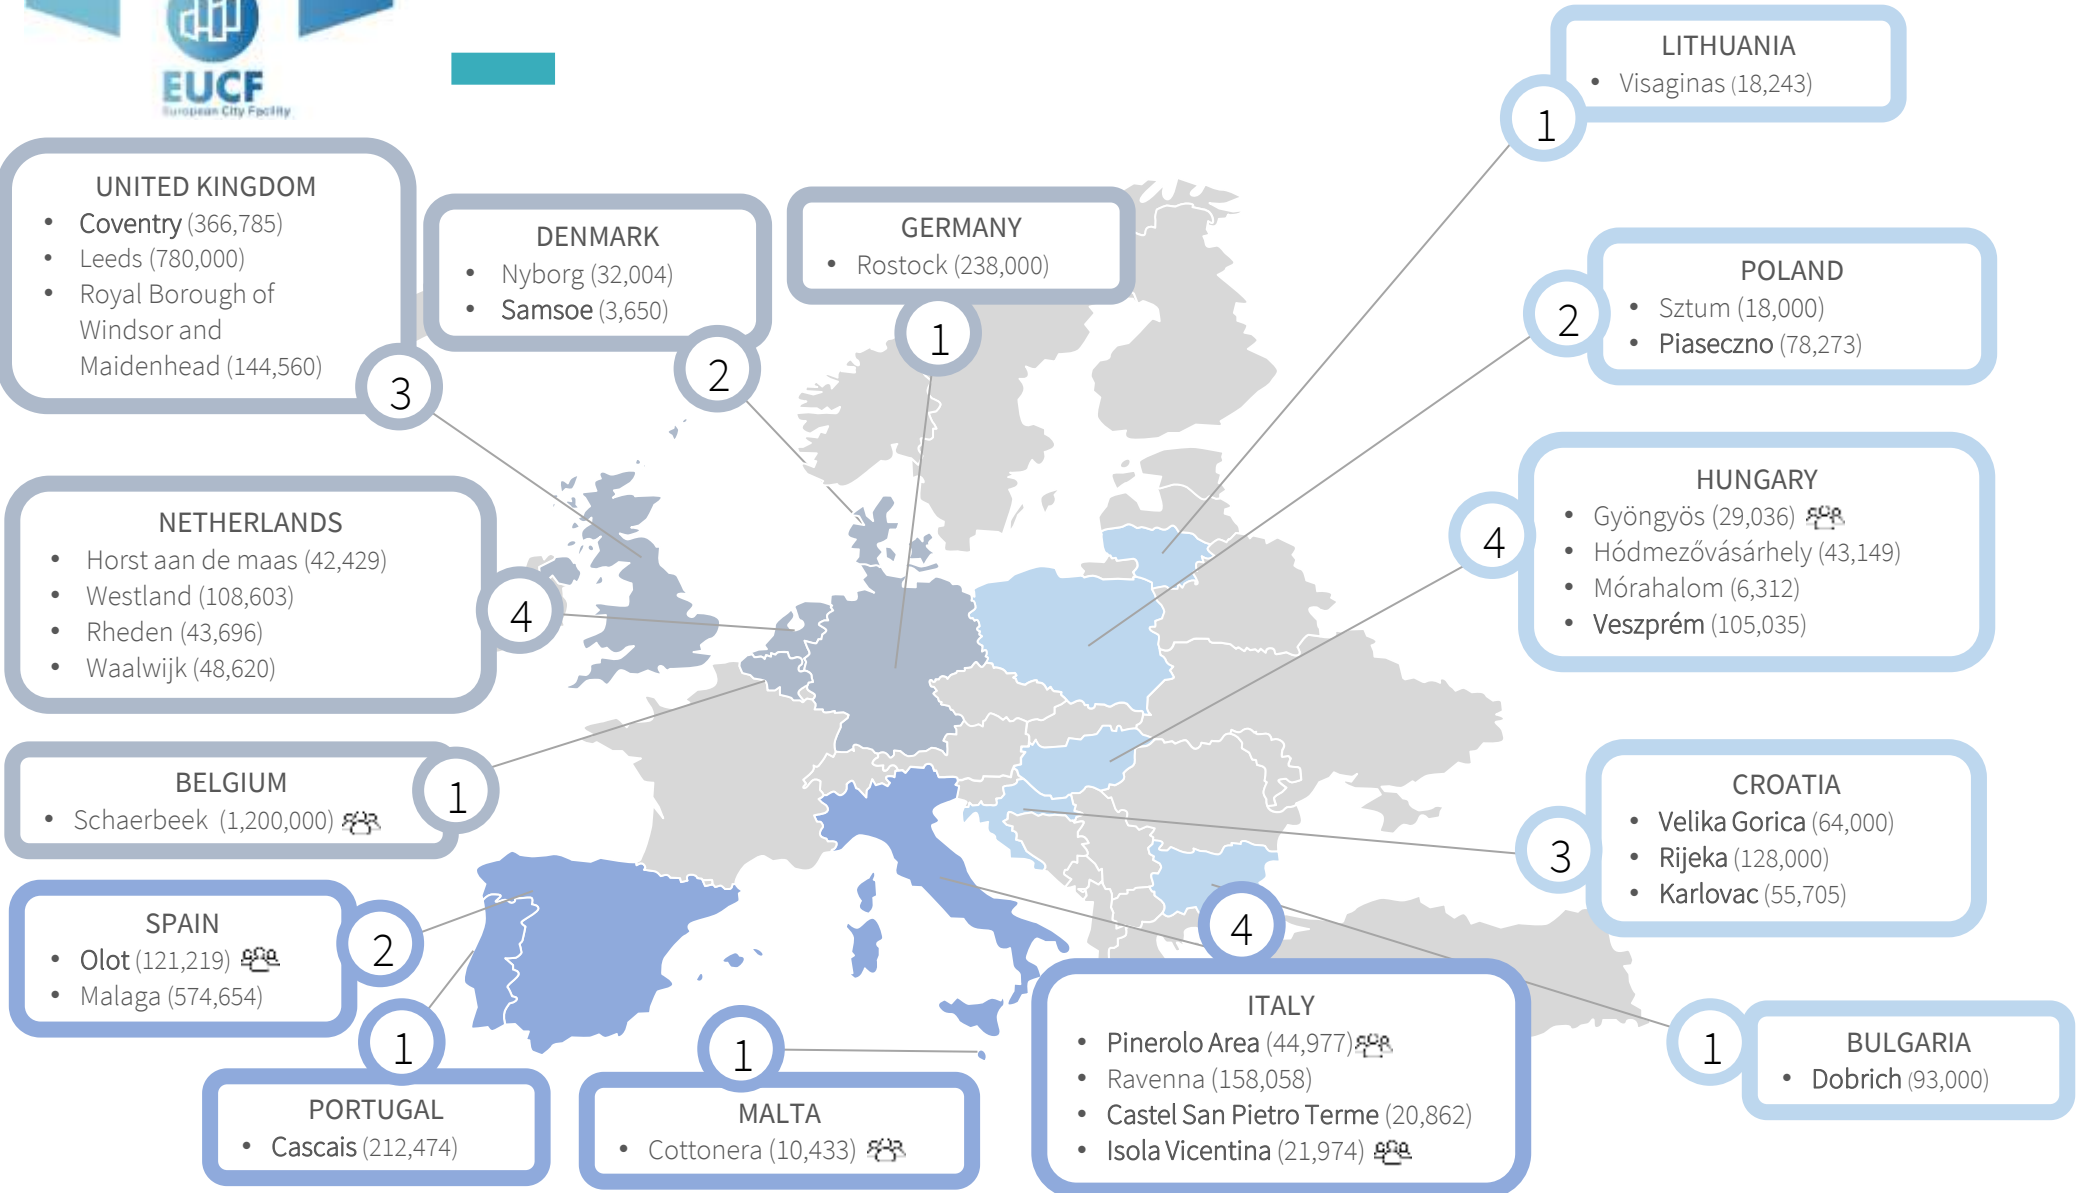 EUCF
European City Facility
LITHUANIA
• Visaginas (18,243)
1
UNITED KINGDOM
• Coventry (366,785)
• Leeds (780,000)
• Royal Borough of
Windsor and
Maidenhead (144,560)
3
DENMARK
• Nyborg (32,004)
• Samsoe (3,650)
2
GERMANY
• Rostock (238,000)
1
POLAND
• Sztum (18,000)
• Piaseczno (78,273)
2
NETHERLANDS
• Horst aan de maas (42,429)
• Westland (108,603)
• Rheden (43,696)
• Waalwijk (48,620)
4
HUNGARY
• Gyöngyös (29,036)
• Hódmezővásárhely (43,149)
• Mórahalom (6,312)
• Veszprém (105,035)
4
BELGIUM
• Schaerbeek (1,200,000)
1
CROATIA
• Velika Gorica (64,000)
• Rijeka (128,000)
• Karlovac (55,705)
3
SPAIN
• Olot (121,219)
• Malaga (574,654)
2
PORTUGAL
• Cascais (212,474)
1
MALTA
• Cottonera (10,433)
1
ITALY
• Pinerolo Area (44,977)
• Ravenna (158,058)
• Castel San Pietro Terme (20,862)
• Isola Vicentina (21,974)
4
BULGARIA
• Dobrich (93,000)
1